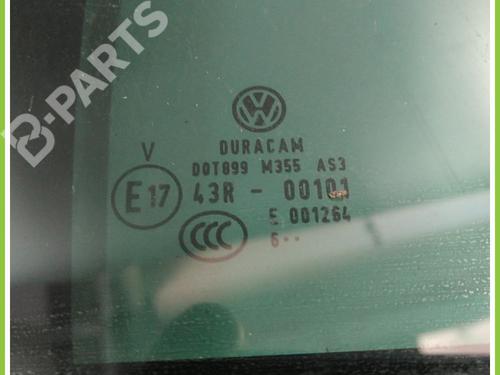 B-PARTS
DURACAM
V DOT899 M355 AS3
E17 43R - 00101
CCC E 001264
6··